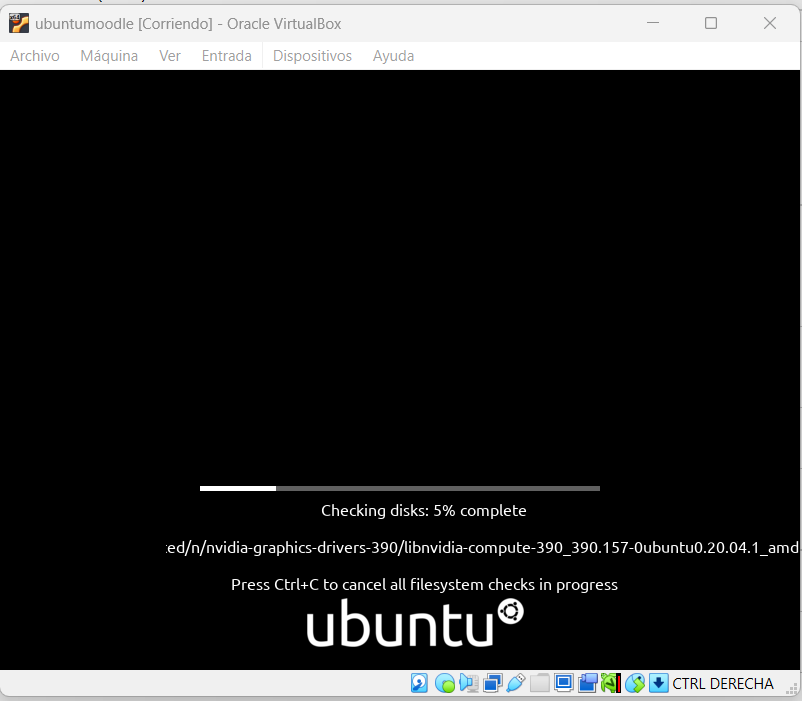 ubuntumoodle [Corriendo] - Oracle VirtualBox
Archivo Máquina Ver Entrada Dispositivos Ayuda
Checking disks: 5% complete
ted/n/nvidia-graphics-drivers-390/libnvidia-compute-390_390.157-0ubuntu0.20.04.1_amd
Press Ctrl+C to cancel all filesystem checks in progress
ubuntu
CTRL DERECHA